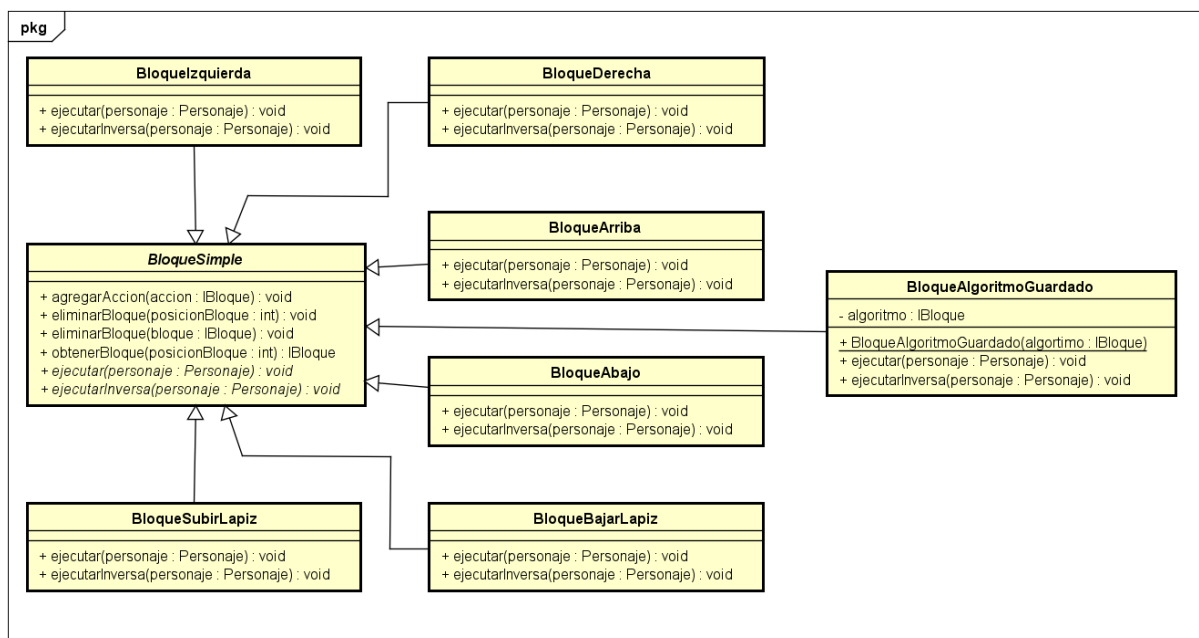 pkg
BloqueIzquierda
+ ejecutar(personaje : Personaje) : void
+ ejecutarInversa(personaje : Personaje) : void
BloqueDerecha
+ ejecutar(personaje : Personaje) : void
+ ejecutarInversa(personaje : Personaje) : void
BloqueArriba
+ ejecutar(personaje : Personaje) : void
+ ejecutarInversa(personaje : Personaje) : void
BloqueSimple
+ agregarAccion(accion : IBloque) : void
+ eliminarBloque(posicionBloque : int) : void
+ eliminarBloque(bloque : IBloque) : void
+ obtenerBloque(posicionBloque : int) : IBloque
+ ejecutar(personaje : Personaje) : void
+ ejecutarInversa(personaje : Personaje) : void
BloqueAlgoritmoGuardado
- algoritmo : IBloque
+ BloqueAlgoritmoGuardado(algortimo : IBloque)
+ ejecutar(personaje : Personaje) : void
+ ejecutarInversa(personaje : Personaje) : void
BloqueAbajo
+ ejecutar(personaje : Personaje) : void
+ ejecutarInversa(personaje : Personaje) : void
BloqueSubirLapiz
+ ejecutar(personaje : Personaje) : void
+ ejecutarInversa(personaje : Personaje) : void
BloqueBajarLapiz
+ ejecutar(personaje : Personaje) : void
+ ejecutarInversa(personaje : Personaje) : void